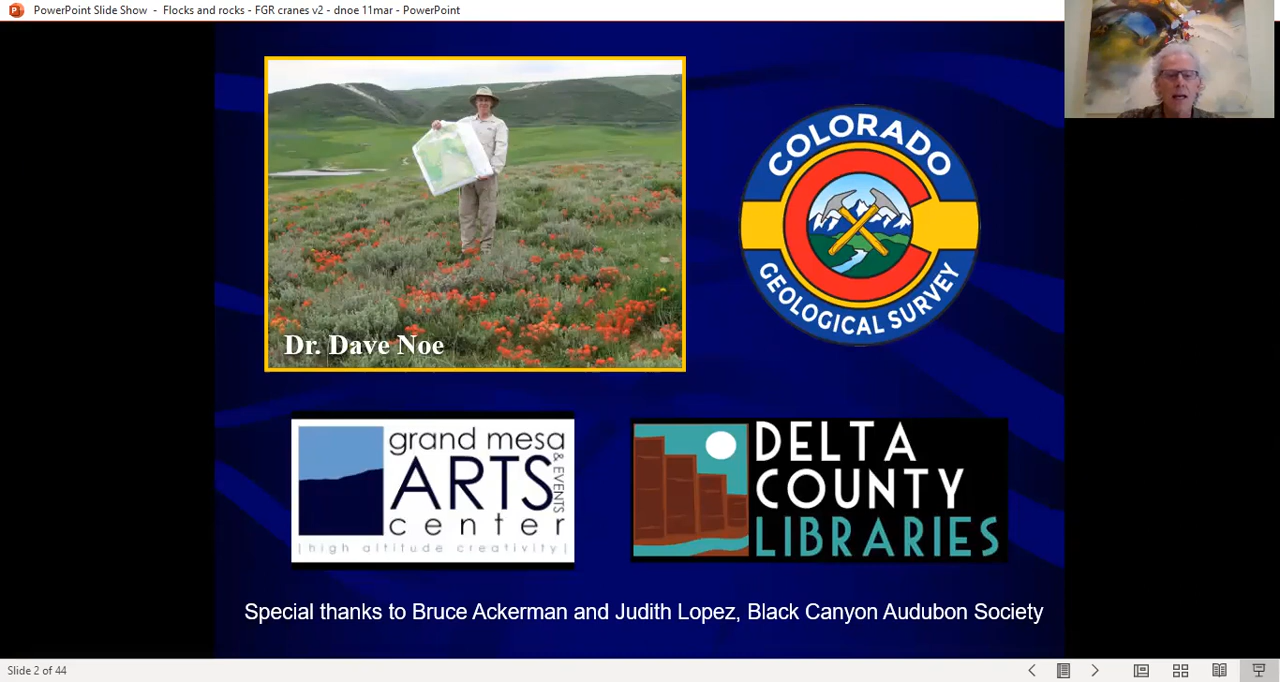 PowerPoint Slide Show - Flocks and rocks - FGR cranes v2 - dnoe 11mar - PowerPoint
Dr. Dave Noe
COLORADO
GEOLOGICAL SURVEY
grand mesa
ARTS
& EVENTS
center
|high altitude creativity|
DELTA
COUNTY
LIBRARIES
Special thanks to Bruce Ackerman and Judith Lopez, Black Canyon Audubon Society
Slide 2 of 44